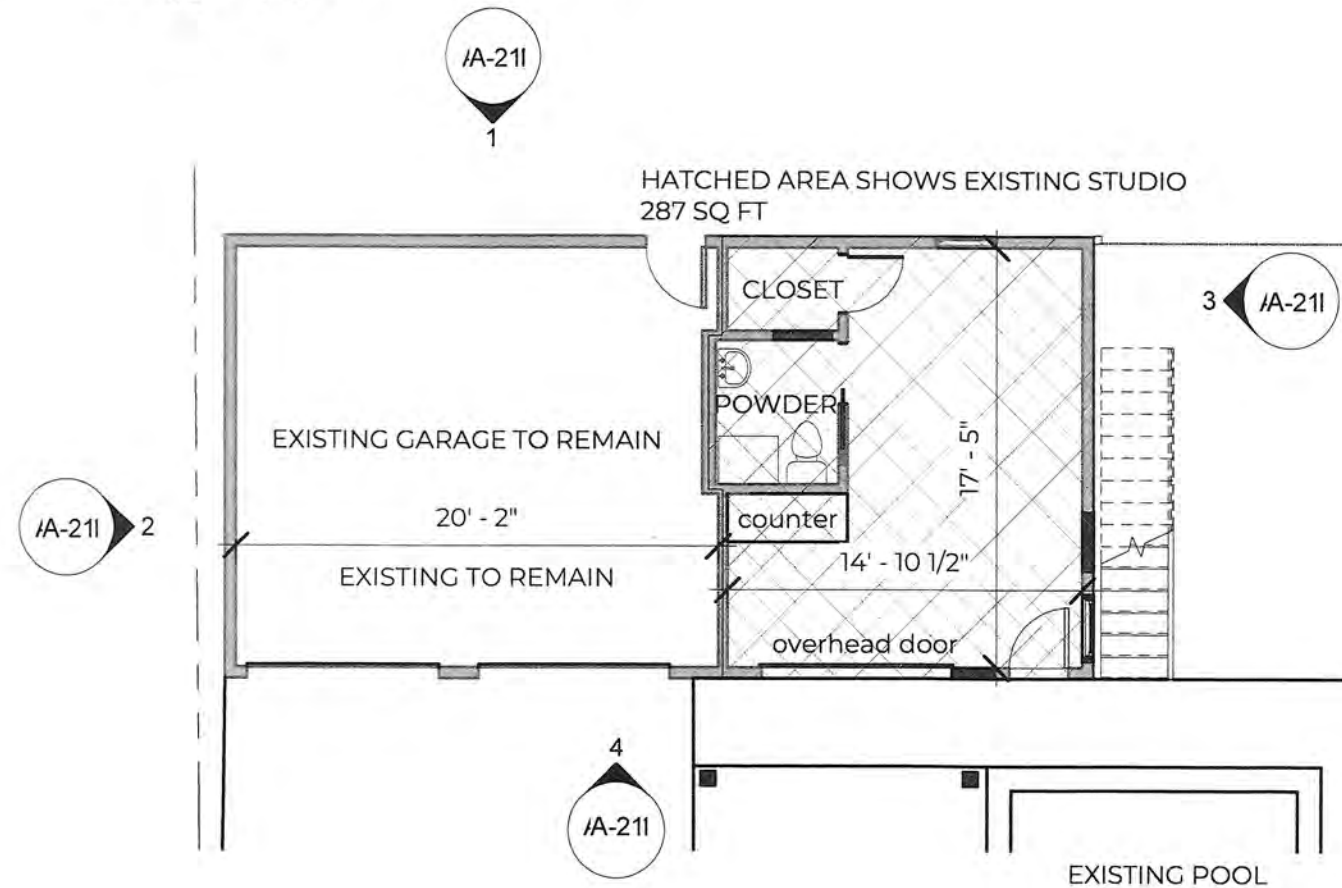 /A-211
1
HATCHED AREA SHOWS EXISTING STUDIO
287 SQ FT
CLOSET
3
/A-211
POWDER
EXISTING GARAGE TO REMAIN
17' - 5"
/A-211
2
20' - 2"
counter
14' - 10 1/2"
EXISTING TO REMAIN
overhead door
4
/A-211
EXISTING POOL